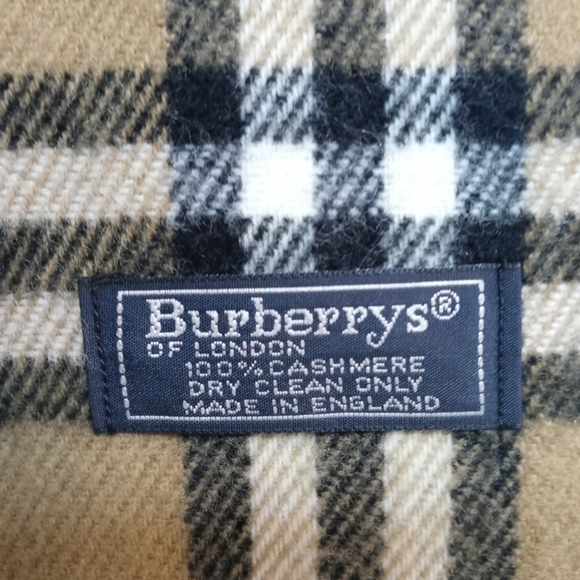 Burberrys®
OF LONDON
100% CASHMERE
DRY CLEAN ONLY
MADE IN ENGLAND